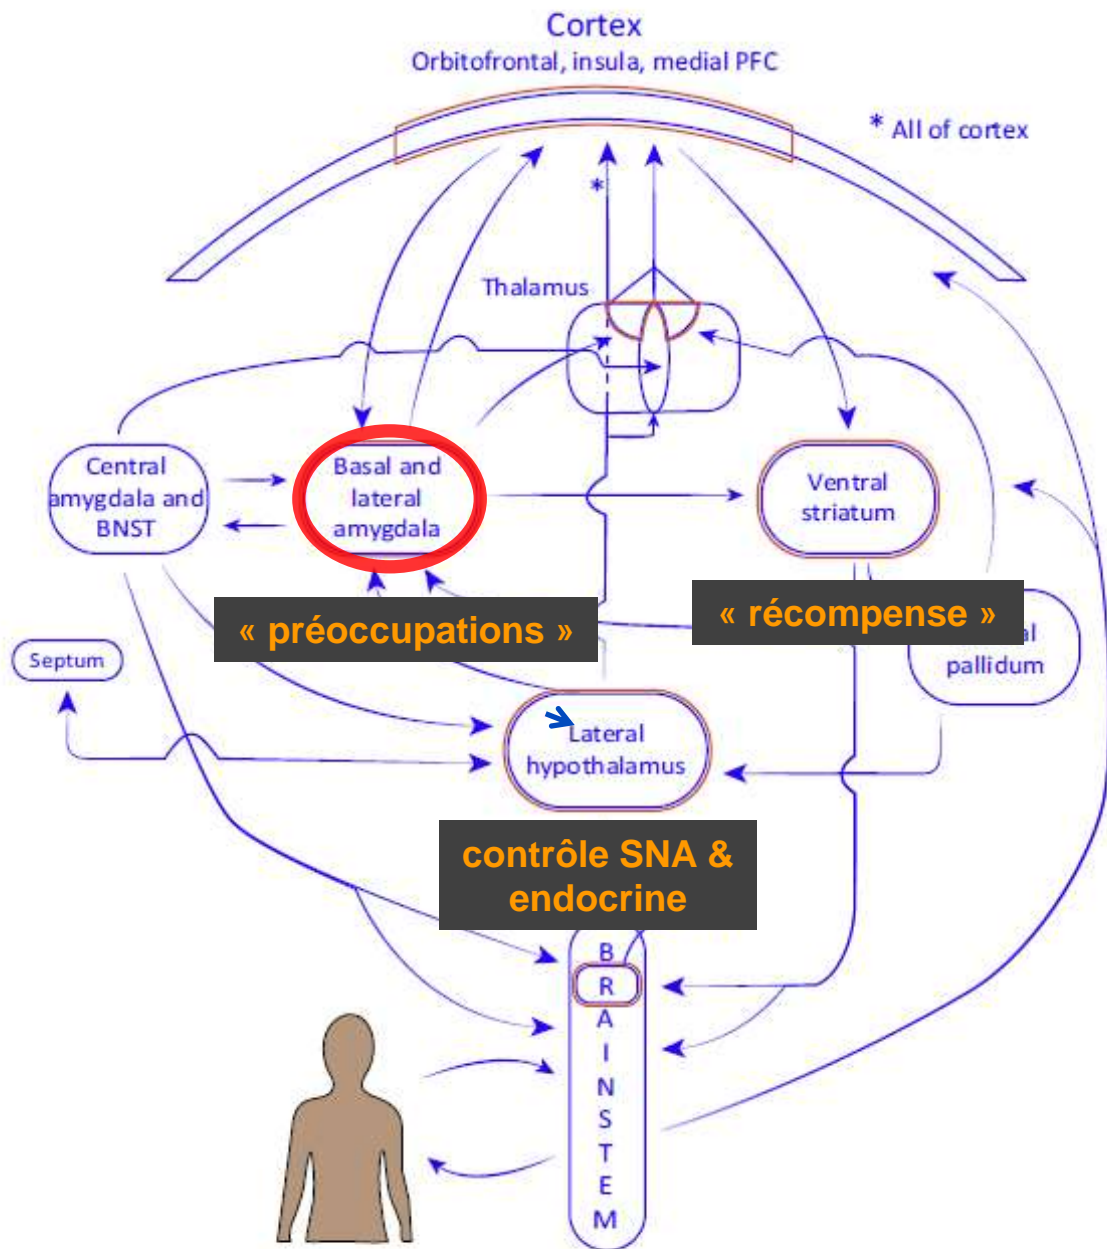 Cortex
Orbitofrontal, insula, medial PFC
* All of cortex
*
Thalamus
Central
amygdala and
BNST
Basal and
lateral
amygdala
Ventral
striatum
« préoccupations »
« récompense »
Septum
pallidum
Lateral
hypothalamus
contrôle SNA &
endocrine
B
R
A
I
N
S
T
E
M